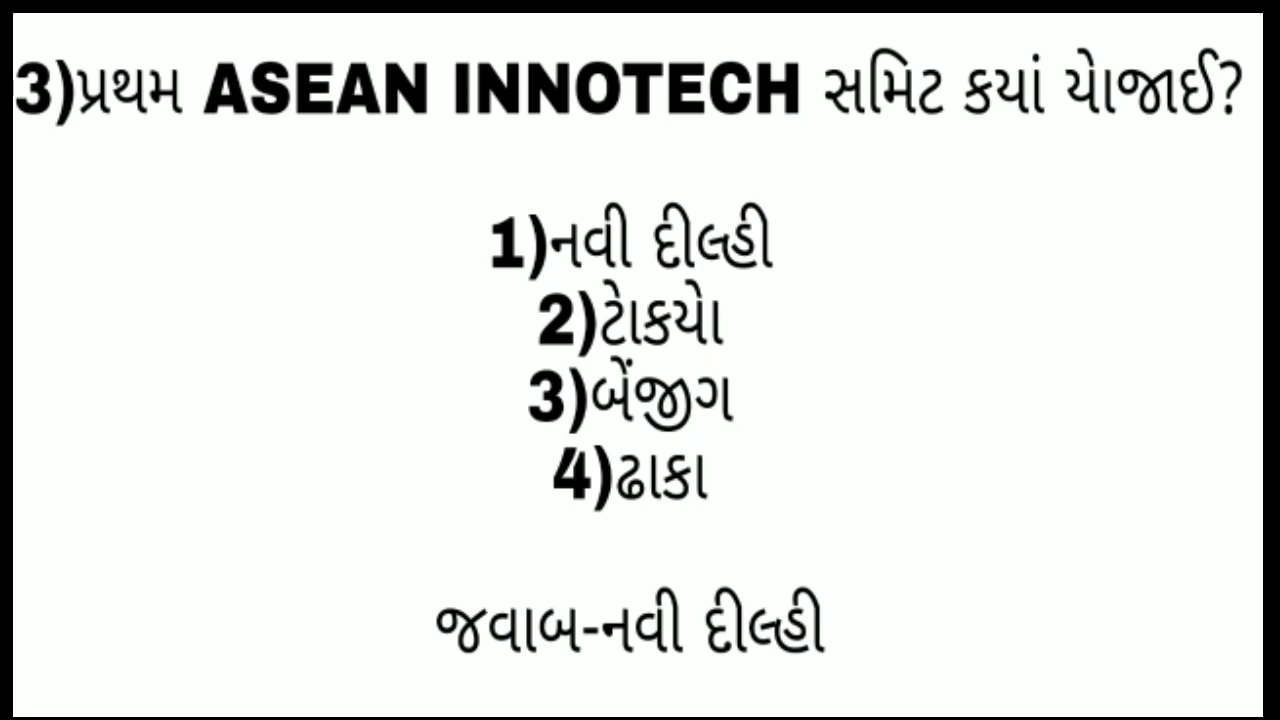 3)પ્રથમ ASEAN INNOTECH સમિટ કયાં યોજાઈ?
1)નવી દીલ્હી
2)ટોકયો
3)બેંજીગ
4)ઢાકા
જવાબ-નવી દીલ્હી